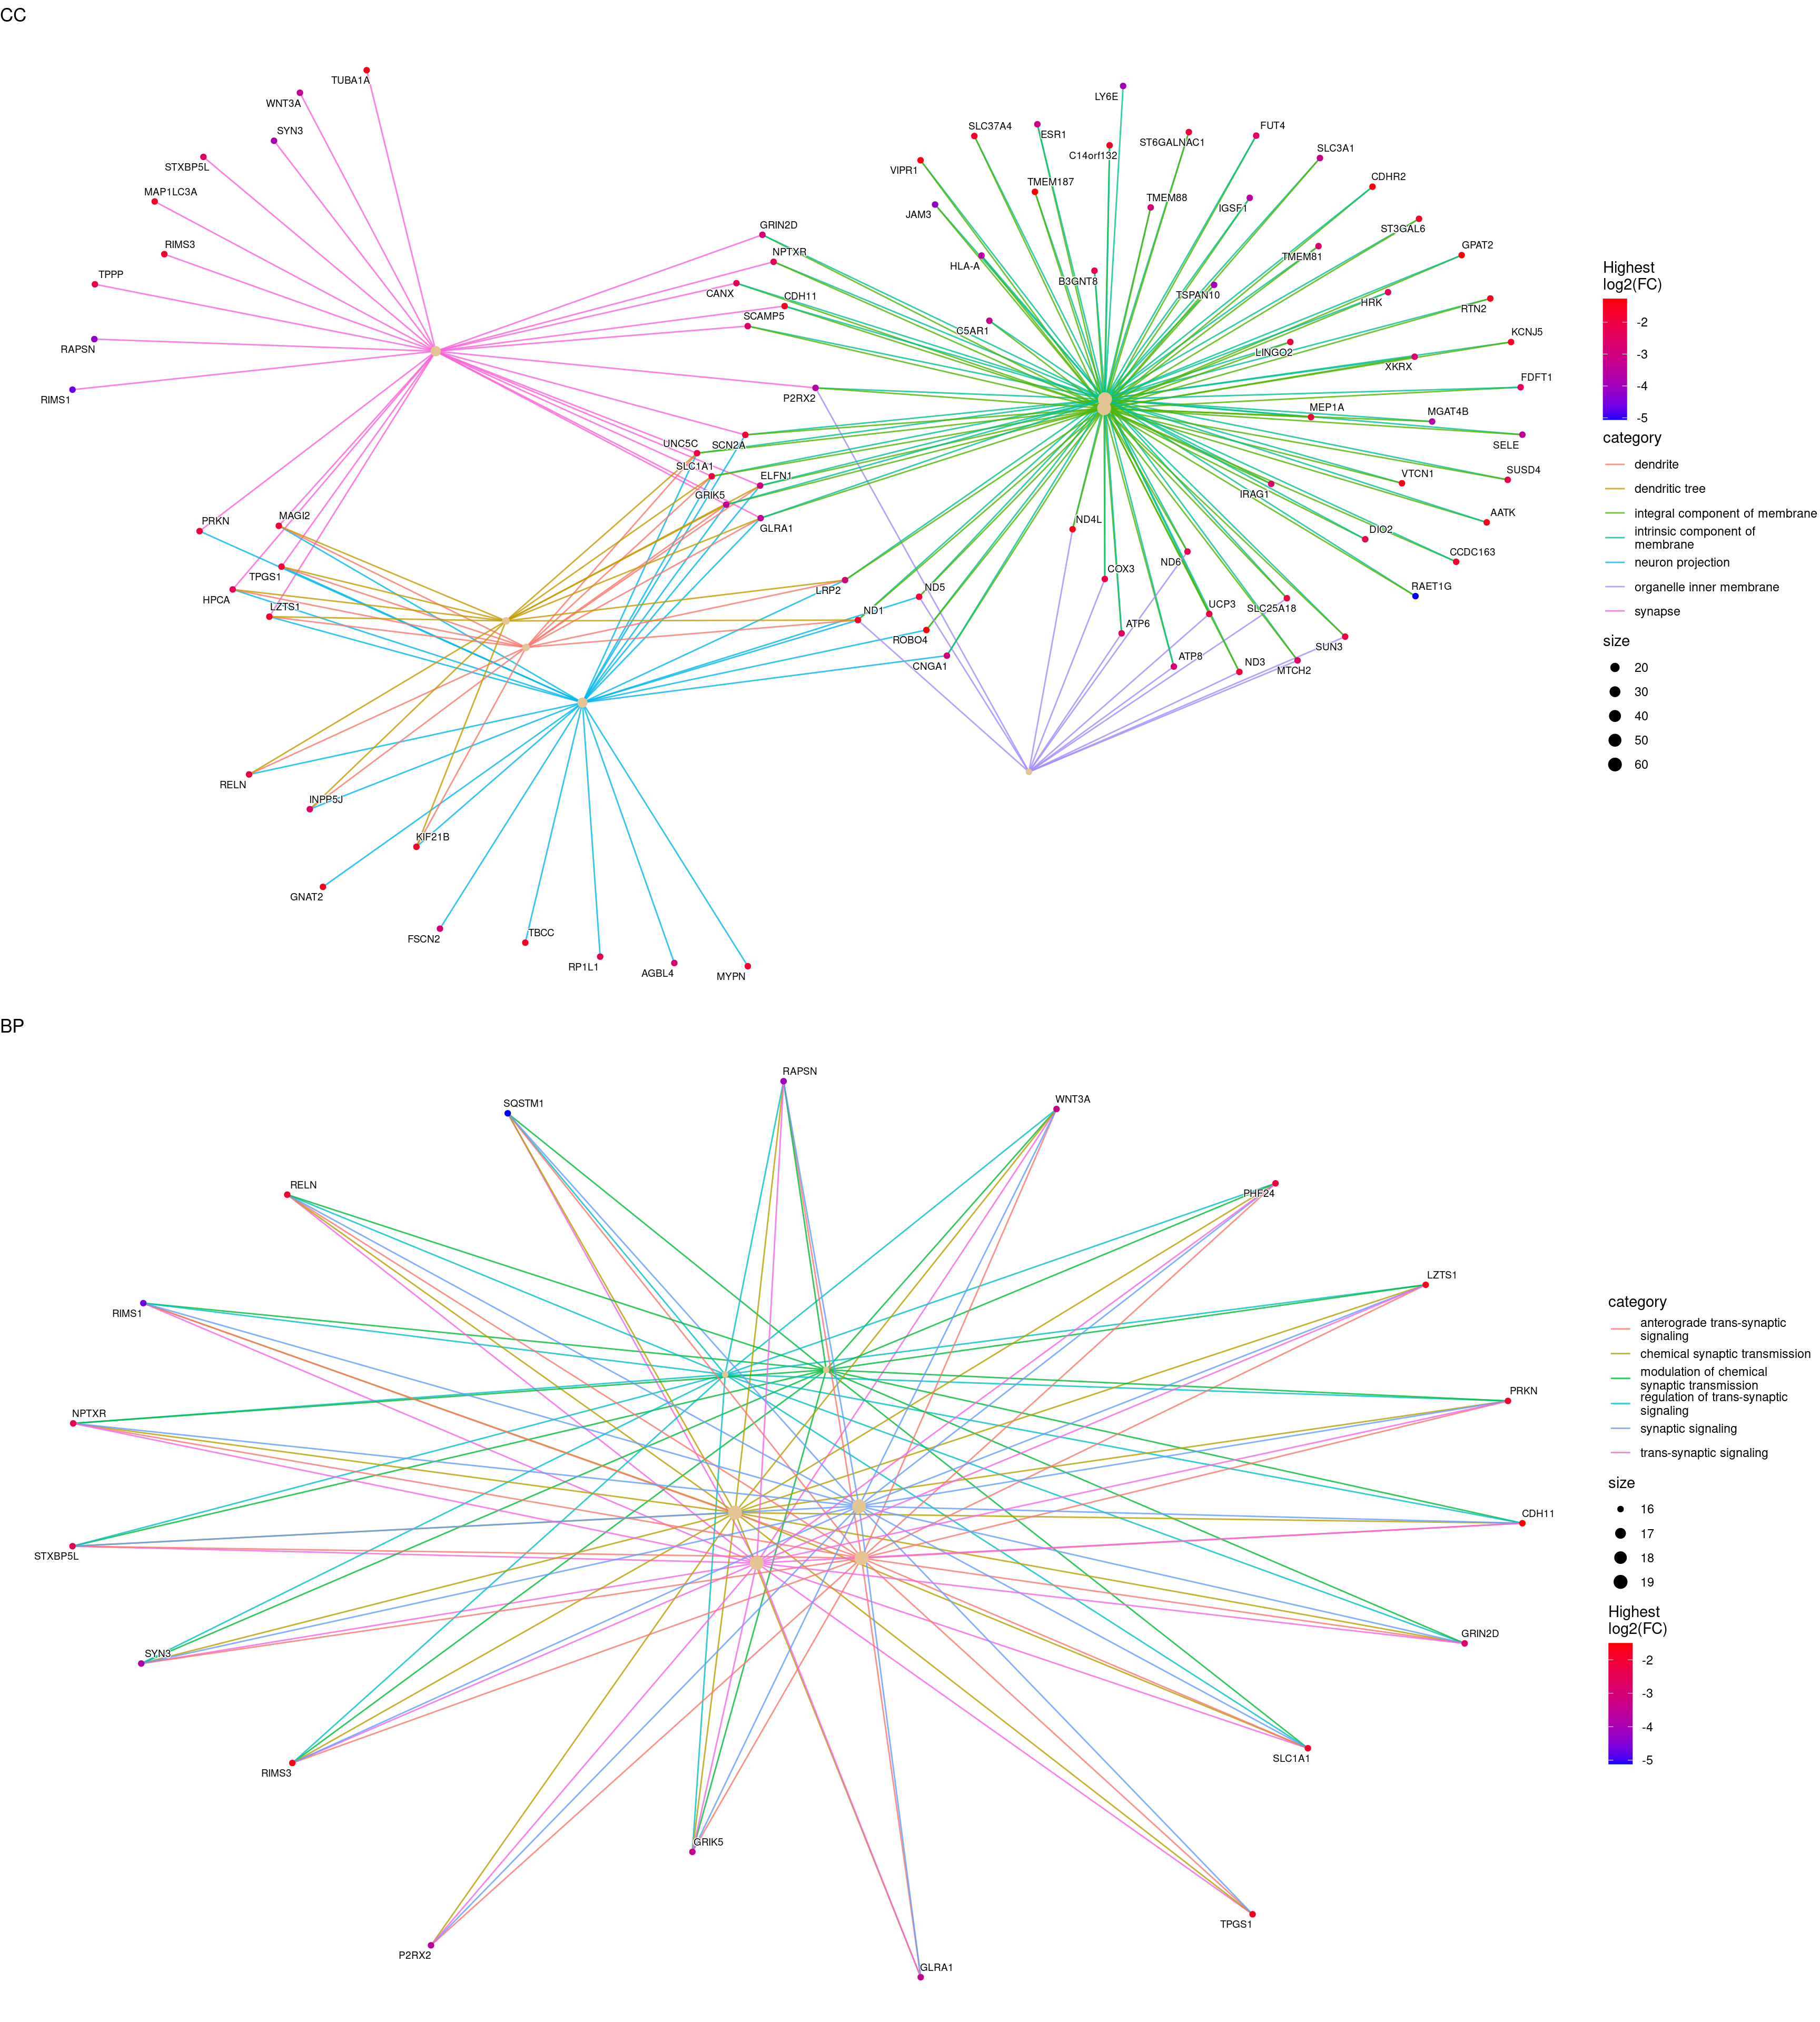 CC
TUBA1A
WNT3A
SYN3
STXBP5L
MAP1LC3A
RIMS3
TPPP
RAPSN
RIMS1
LY6E
SLC37A4
ESR1
C14orf132
ST6GALNAC1
FUT4
SLC3A1
VIPR1
TMEM187
TMEM88
IGSF1
CDHR2
JAM3
ST3GAL6
GRIN2D
NPTXR
HLA-A
B3GNT8
TSPAN10
TMEM81
GPAT2
CANX
CDH11
SCAMP5
C5AR1
HRK
RTN2
LINGO2
KCNJ5
XKRX
FDFT1
P2RX2
MEP1A
MGAT4B
SELE
UNC5C
SCN2A
SLC1A1
ELFN1
GRIK5
GLRA1
VTCN1
SUSD4
IRAG1
AATK
DIO2
CCDC163
RAET1G
PRKN
MAGI2
TPGS1
HPCA
LZTS1
ND4L
ND6
COX3
LRP2
ND5
ND1
ROBO4
CNGA1
UCP3
SLC25A18
ATP6
ATP8
ND3
MTCH2
SUN3
RELN
INPP5J
KIF21B
GNAT2
FSCN2
TBCC
RP1L1
AGBL4
MYPN
Highest
log2(FC)
-2
-3
-4
-5
category
dendrite
dendritic tree
integral component of membrane
intrinsic component of
membrane
neuron projection
organelle inner membrane
synapse
size
20
30
40
50
60
BP
RAPSN
SQSTM1
WNT3A
RELN
PHF24
LZTS1
RIMS1
PRKN
NPTXR
CDH11
STXBP5L
GRIN2D
SYN3
SLC1A1
RIMS3
GRIK5
TPGS1
P2RX2
GLRA1
category
anterograde trans-synaptic
signaling
chemical synaptic transmission
modulation of chemical
synaptic transmission
regulation of trans-synaptic
signaling
synaptic signaling
trans-synaptic signaling
size
16
17
18
19
Highest
log2(FC)
-2
-3
-4
-5